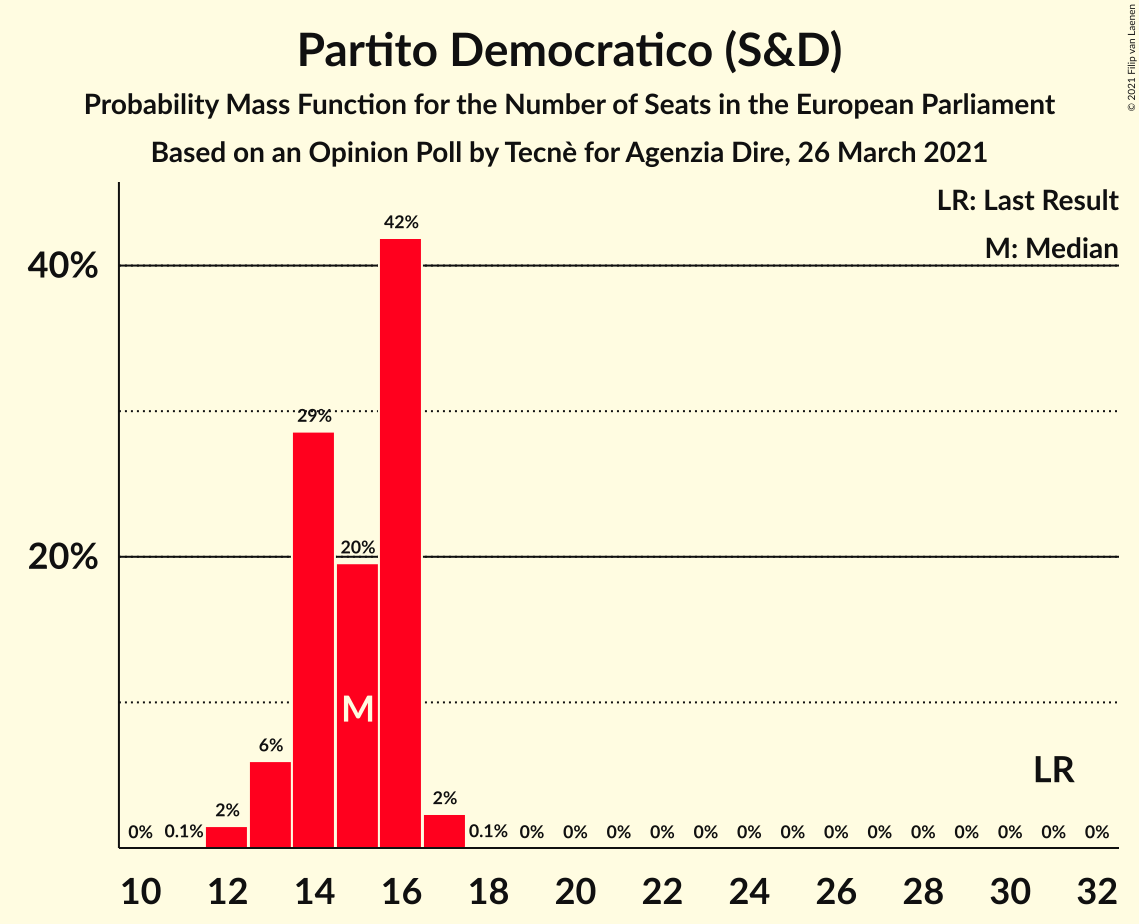 Partito Democratico (S&D)
Probability Mass Function for the Number of Seats in the European Parliament
Based on an Opinion Poll by Tecnè for Agenzia Dire, 26 March 2021
© 2021 Filip van Laenen
LR: Last Result
M: Median
40%
20%
0% 0.1% 2% 6% 29% 20% 42% 2% 0.1% 0% 0% 0% 0% 0% 0% 0% 0% 0% 0% 0% 0% 0% 0%
M
LR
10 12 14 16 18 20 22 24 26 28 30 32